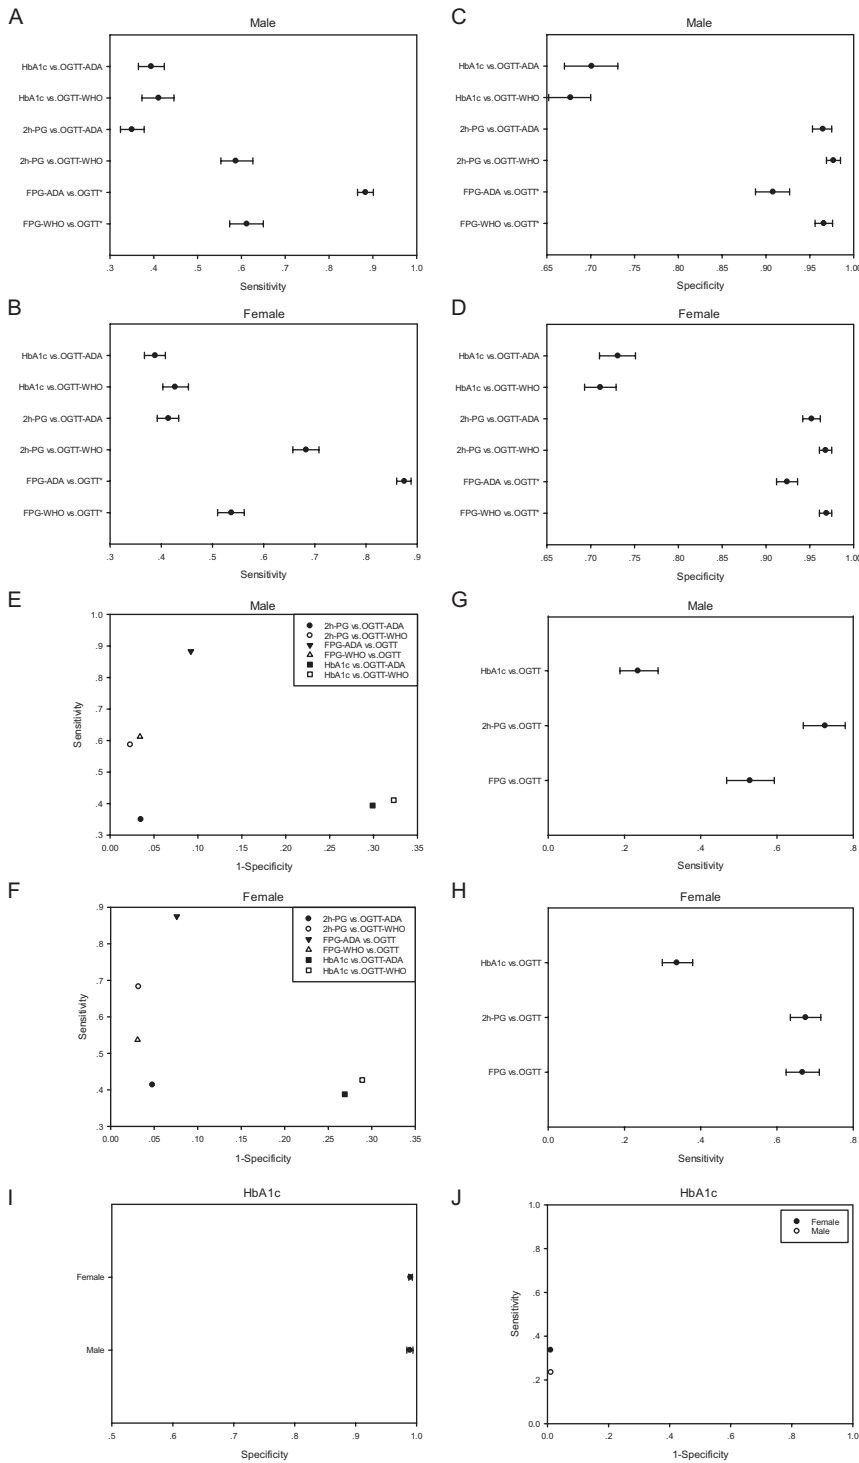 A
Male
HbA1c vs.OGTT-ADA
HbA1c vs.OGTT-WHO
2h-PG vs.OGTT-ADA
2h-PG vs.OGTT-WHO
FPG-ADA vs.OGTT*
FPG-WHO vs.OGTT*
.3 .4 .5 .6 .7 .8 .9 1.0
Sensitivity
C
Male
HbA1c vs.OGTT-ADA
HbA1c vs.OGTT-WHO
2h-PG vs.OGTT-ADA
2h-PG vs.OGTT-WHO
FPG-ADA vs.OGTT*
FPG-WHO vs.OGTT*
.65 .70 .75 .80 .85 .90 .95 1.00
Specificity
B
Female
HbA1c vs.OGTT-ADA
HbA1c vs.OGTT-WHO
2h-PG vs.OGTT-ADA
2h-PG vs.OGTT-WHO
FPG-ADA vs.OGTT*
FPG-WHO vs.OGTT*
.3 .4 .5 .6 .7 .8 .9
Sensitivity
D
Female
HbA1c vs.OGTT-ADA
HbA1c vs.OGTT-WHO
2h-PG vs.OGTT-ADA
2h-PG vs.OGTT-WHO
FPG-ADA vs.OGTT*
FPG-WHO vs.OGTT*
.65 .70 .75 .80 .85 .90 .95 1.00
Specificity
E
Male
1.0
.9
.8
.7
.6
.5
.4
.3
Sensitivity
2h-PG vs.OGTT-ADA
2h-PG vs.OGTT-WHO
FPG-ADA vs.OGTT
FPG-WHO vs.OGTT
HbA1c vs.OGTT-ADA
HbA1c vs.OGTT-WHO
0.00 .05 .10 .15 .20 .25 .30 .35
1-Specificity
G
Male
HbA1c vs.OGTT
2h-PG vs.OGTT
FPG vs.OGTT
0.0 .2 .4 .6 .8
Sensitivity
F
Female
.9
.8
.7
.6
.5
.4
.3
Sensitivity
2h-PG vs.OGTT-ADA
2h-PG vs.OGTT-WHO
FPG-ADA vs.OGTT
FPG-WHO vs.OGTT
HbA1c vs.OGTT-ADA
HbA1c vs.OGTT-WHO
0.00 .05 .10 .15 .20 .25 .30 .35
1-Specificity
H
Female
HbA1c vs.OGTT
2h-PG vs.OGTT
FPG vs.OGTT
0.0 .2 .4 .6 .8
Sensitivity
I
HbA1c
Female
Male
.5 .6 .7 .8 .9 1.0
Specificity
J
HbA1c
1.0
.8
.6
.4
.2
0.0
Sensitivity
Female
Male
0.0 .2 .4 .6 .8 1.0
1-Specificity